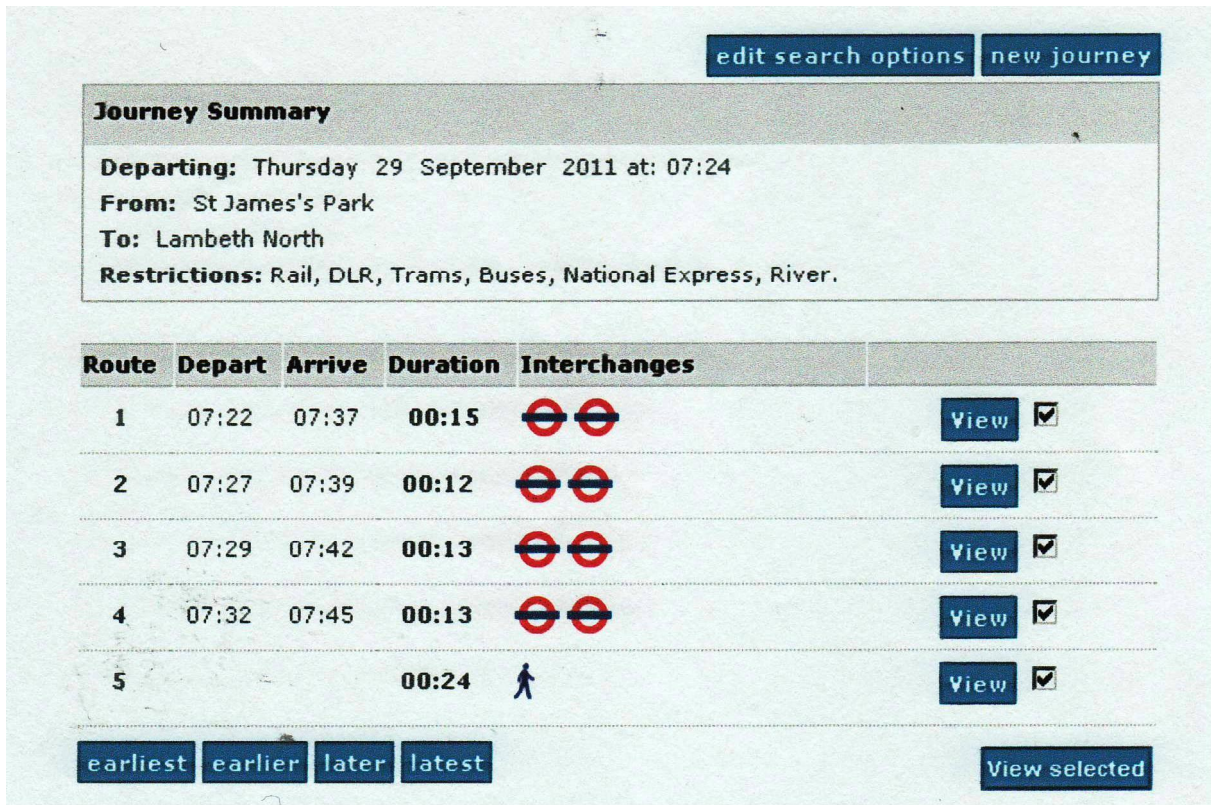 edit search options new journey
Journey Summary
Departing: Thursday 29 September 2011 at: 07:24
From: St James's Park
To: Lambeth North
Restrictions: Rail, DLR, Trams, Buses, National Express, River.
Route Depart Arrive Duration Interchanges
1 07:22 07:37 00:15 View
2 07:27 07:39 00:12 View
3 07:29 07:42 00:13 View
4 07:32 07:45 00:13 View
5 00:24 View
earliest earlier later latest View selected